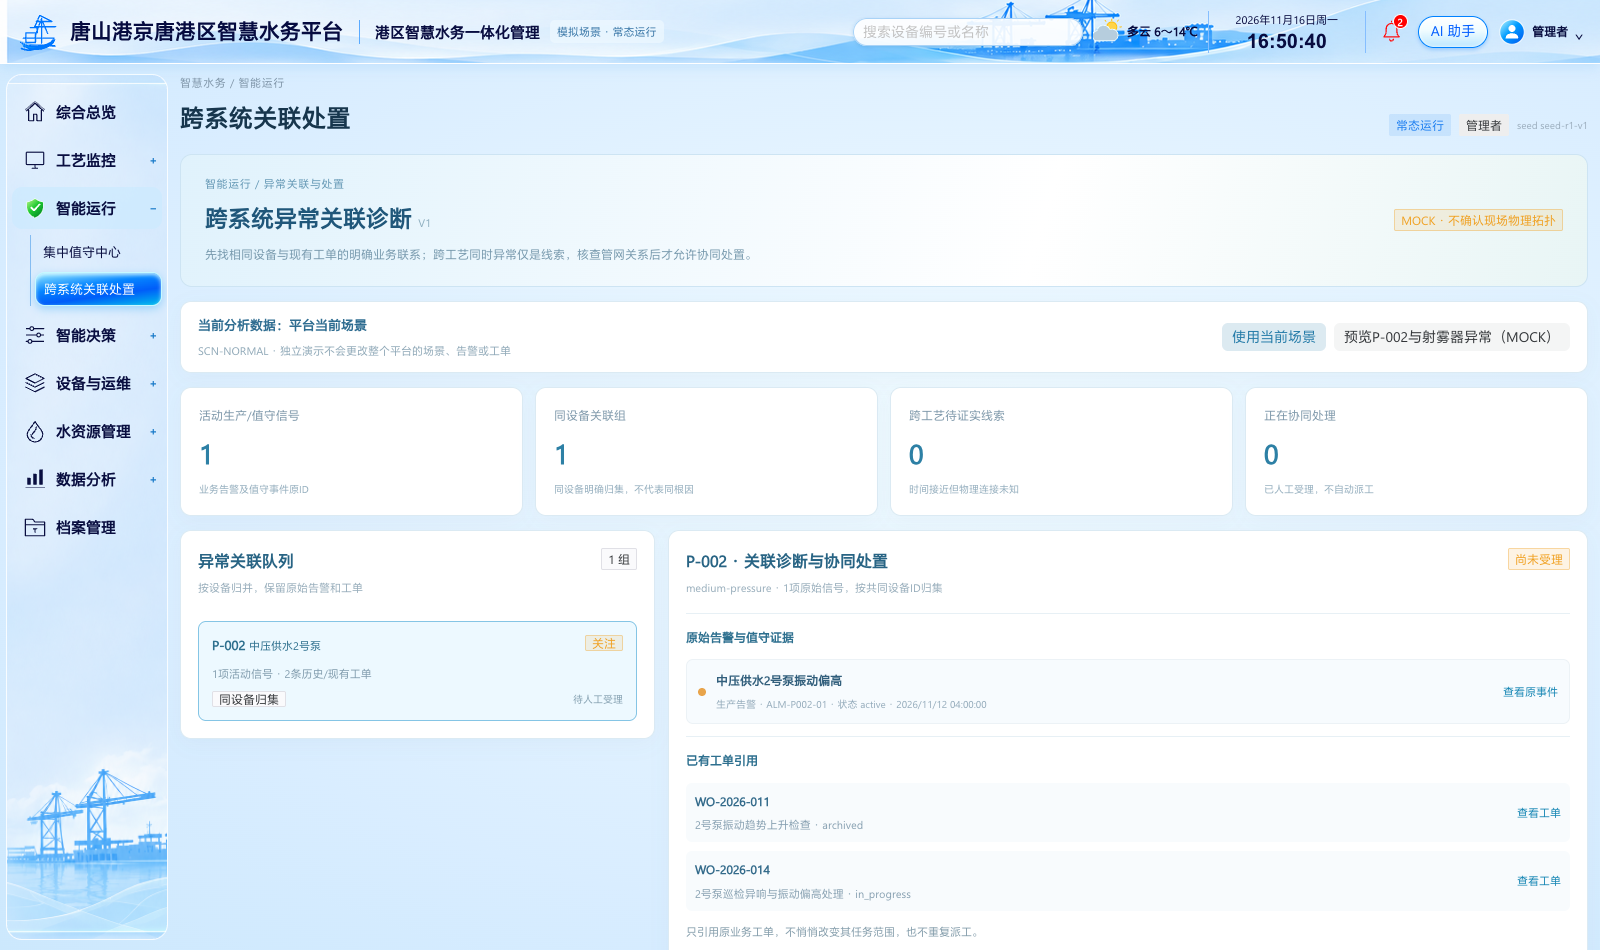 唐山港京唐港区智慧水务平台
港区智慧水务一体化管理
模拟场景 · 常态运行
搜索设备编号或名称
多云 6~14℃
2026年11月16日周一
16:50:40
2
AI 助手
管理者
综合总览
工艺监控 +
智能运行 −
集中值守中心
跨系统关联处置
智能决策 +
设备与运维 +
水资源管理 +
数据分析 +
档案管理
智慧水务 / 智能运行
跨系统关联处置
常态运行
管理者
seed seed-r1-v1
智能运行 / 异常关联与处置
跨系统异常关联诊断 V1
先找相同设备与现有工单的明确业务联系；跨工艺同时异常仅是线索，核查管网关系后才允许协同处置。
MOCK · 不确认现场物理拓扑
当前分析数据：平台当前场景
SCN-NORMAL · 独立演示不会更改整个平台的场景、告警或工单
使用当前场景
预览P-002与射雾器异常（MOCK）
活动生产/值守信号
1
业务告警及值守事件原ID
同设备关联组
1
同设备明确归集，不代表同根因
跨工艺待证实线索
0
时间接近但物理连接未知
正在协同处理
0
已人工受理，不自动派工
异常关联队列
1 组
按设备归并，保留原始告警和工单
P-002 中压供水2号泵
关注
1项活动信号 · 2条历史/现有工单
同设备归集
待人工受理
P-002 · 关联诊断与协同处置
尚未受理
medium-pressure · 1项原始信号，按共同设备ID归集
原始告警与值守证据
中压供水2号泵振动偏高
生产告警 · ALM-P002-01 · 状态 active · 2026/11/12 04:00:00
查看原事件
已有工单引用
WO-2026-011
2号泵振动趋势上升检查 · archived
查看工单
WO-2026-014
2号泵巡检异响与振动偏高处理 · in_progress
查看工单
只引用原业务工单，不悄悄改变其任务范围，也不重复派工。